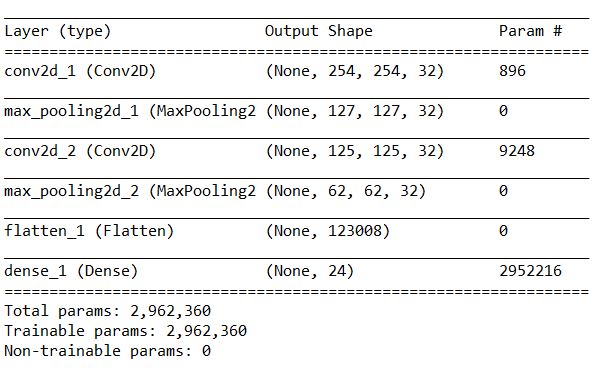 Layer (type) Output Shape Param #
=================================================================
conv2d_1 (Conv2D) (None, 254, 254, 32) 896
max_pooling2d_1 (MaxPooling2 (None, 127, 127, 32) 0
conv2d_2 (Conv2D) (None, 125, 125, 32) 9248
max_pooling2d_2 (MaxPooling2 (None, 62, 62, 32) 0
flatten_1 (Flatten) (None, 123008) 0
dense_1 (Dense) (None, 24) 2952216
=================================================================
Total params: 2,962,360
Trainable params: 2,962,360
Non-trainable params: 0